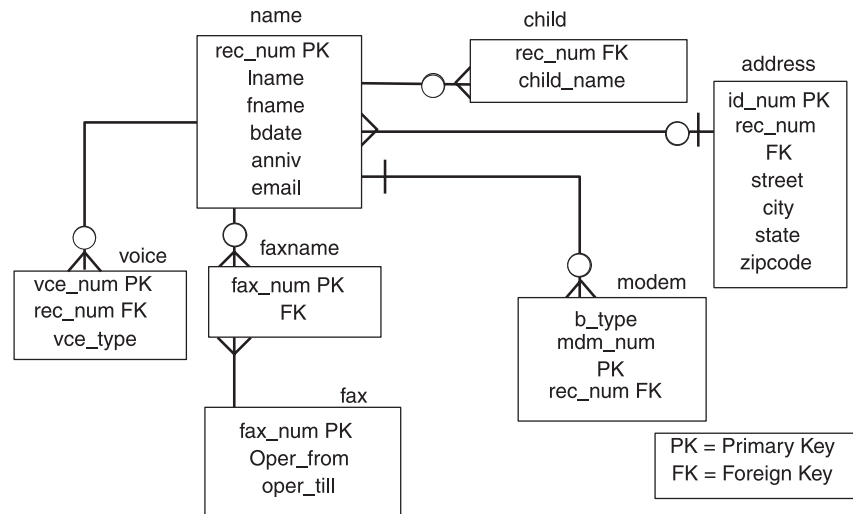 name
rec_num PK
lname
fname
bdate
anniv
email
child
rec_num FK
child_name
address
id_num PK
rec_num
FK
street
city
state
zipcode
voice
vce_num PK
rec_num FK
vce_type
faxname
fax_num PK
FK
modem
b_type
mdm_num
PK
rec_num FK
fax
fax_num PK
Oper_from
oper_till
PK = Primary Key
FK = Foreign Key